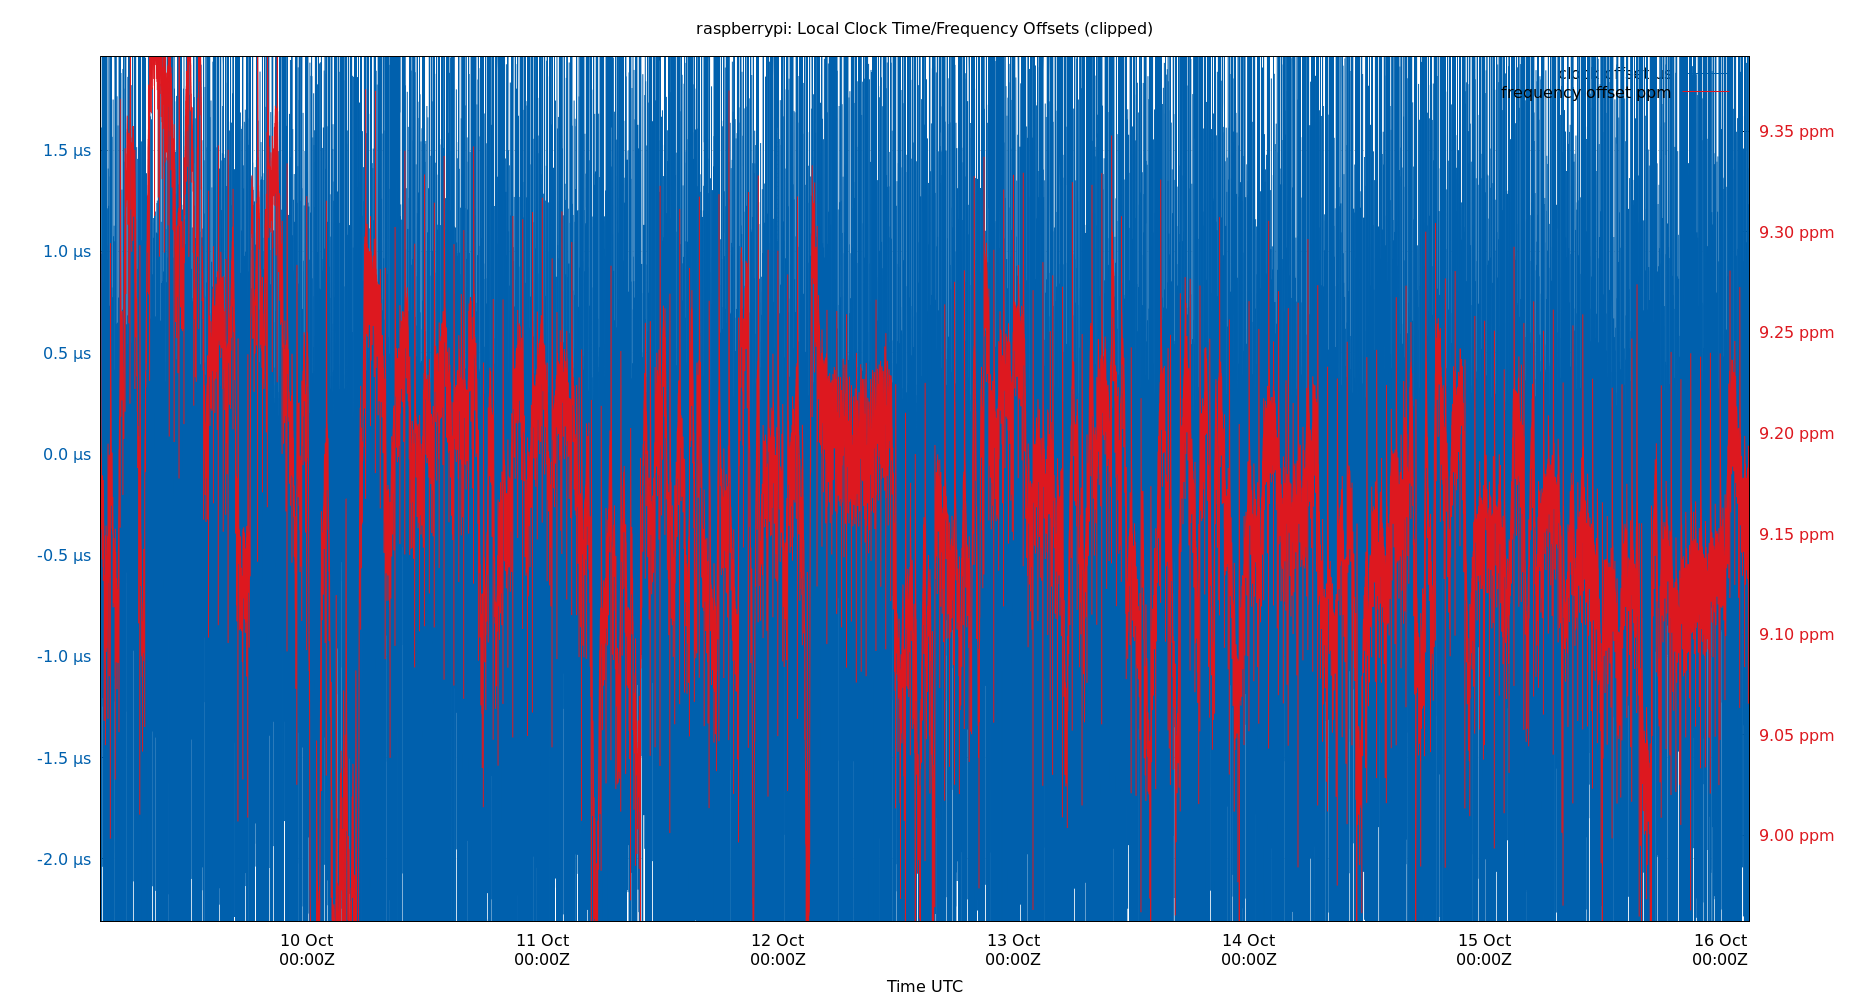 raspberrypi: Local Clock Time/Frequency Offsets (clipped)
clock offset us
frequency offset ppm
1.5 µs
1.0 µs
0.5 µs
0.0 µs
-0.5 µs
-1.0 µs
-1.5 µs
-2.0 µs
9.35 ppm
9.30 ppm
9.25 ppm
9.20 ppm
9.15 ppm
9.10 ppm
9.05 ppm
9.00 ppm
10 Oct 11 Oct 12 Oct 13 Oct 14 Oct 15 Oct 16 Oct
00:00Z 00:00Z 00:00Z 00:00Z 00:00Z 00:00Z 00:00Z
Time UTC